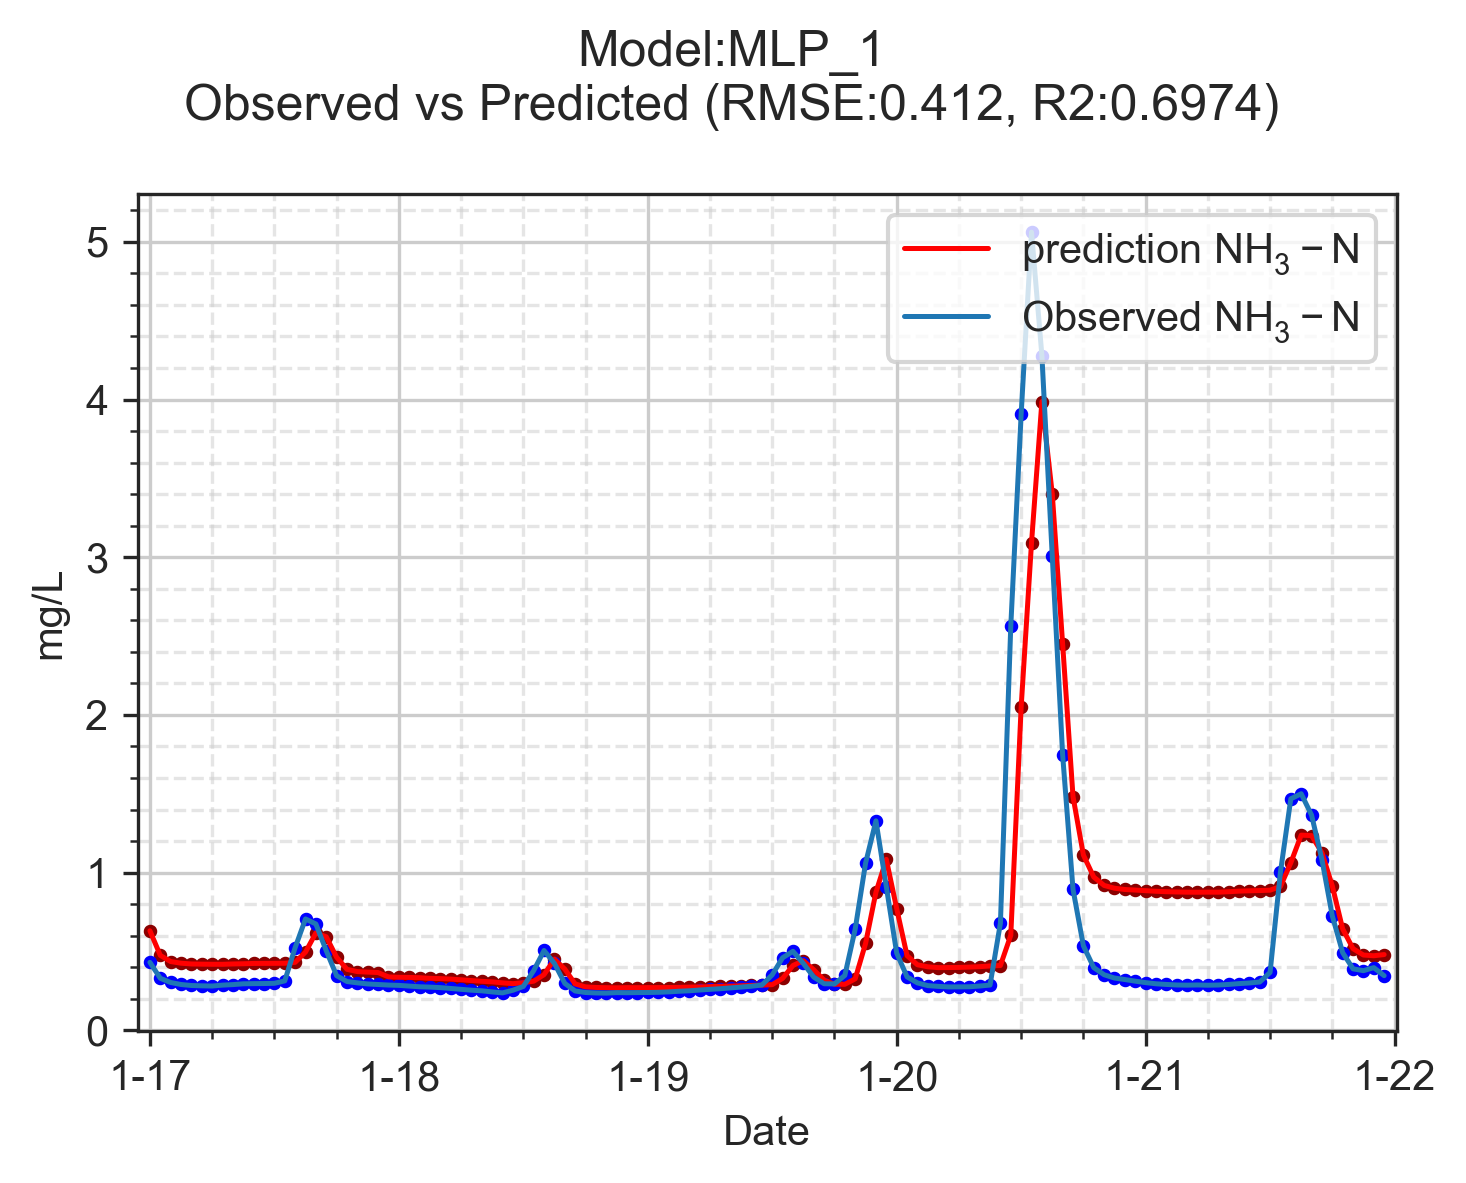 Model:MLP_1
Observed vs Predicted (RMSE:0.412, R2:0.6974)
prediction NH₃ − N
Observed NH₃ − N
5
4
3
2
1
0
mg/L
1-17 1-18 1-19 1-20 1-21 1-22
Date